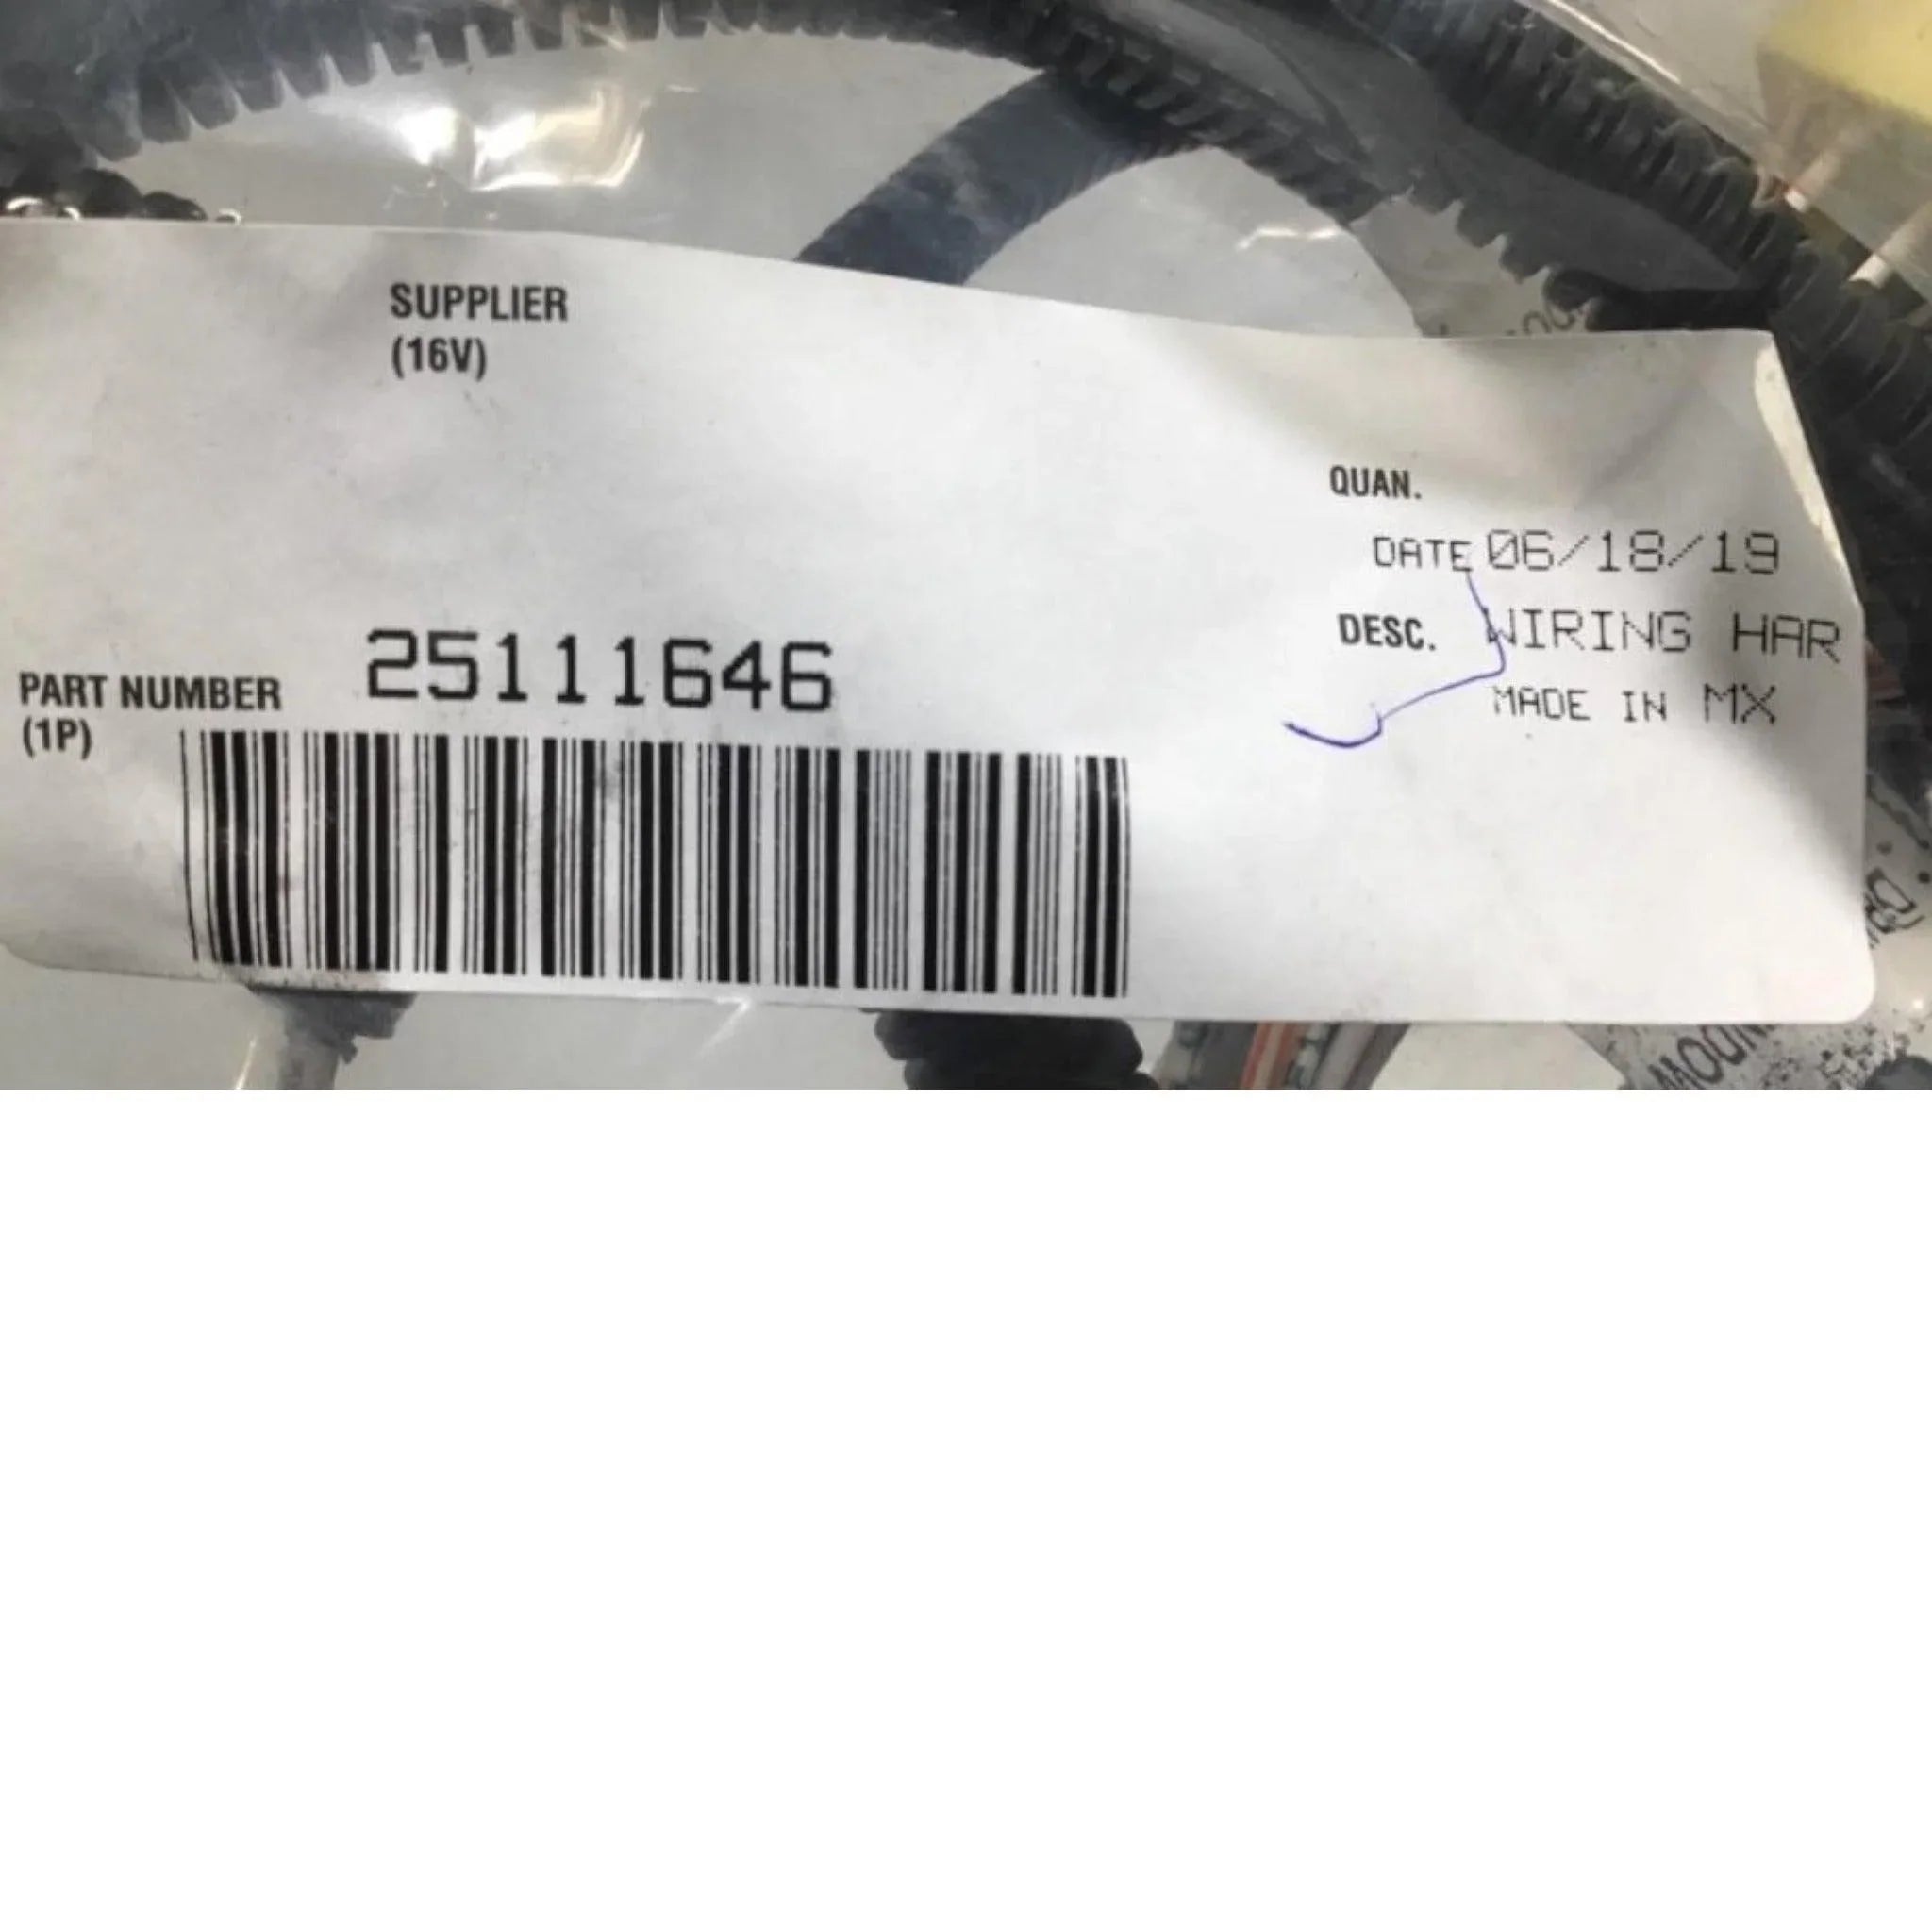 SUPPLIER
(16V)
QUAN.
DATE 06/18/19
DESC. WIRING HAR
MADE IN MX
PART NUMBER 25111646
(1P)